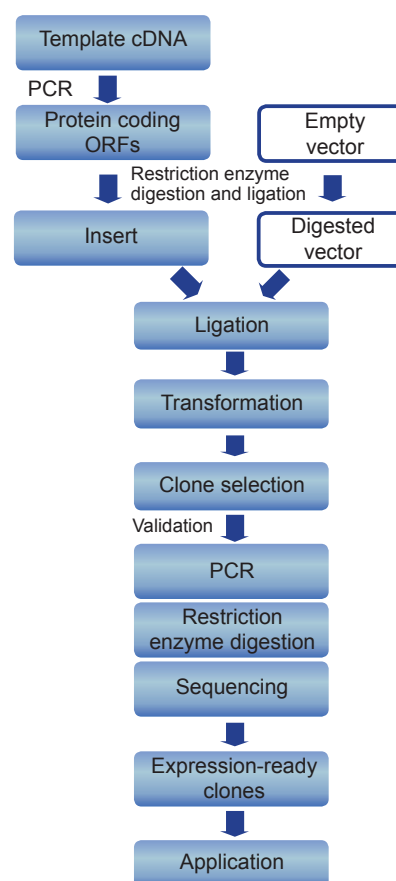 Template cDNA
PCR
Protein coding
ORFs
Empty
vector
Restriction enzyme
digestion and ligation
Insert
Digested
vector
Ligation
Transformation
Clone selection
Validation
PCR
Restriction
enzyme digestion
Sequencing
Expression-ready
clones
Application